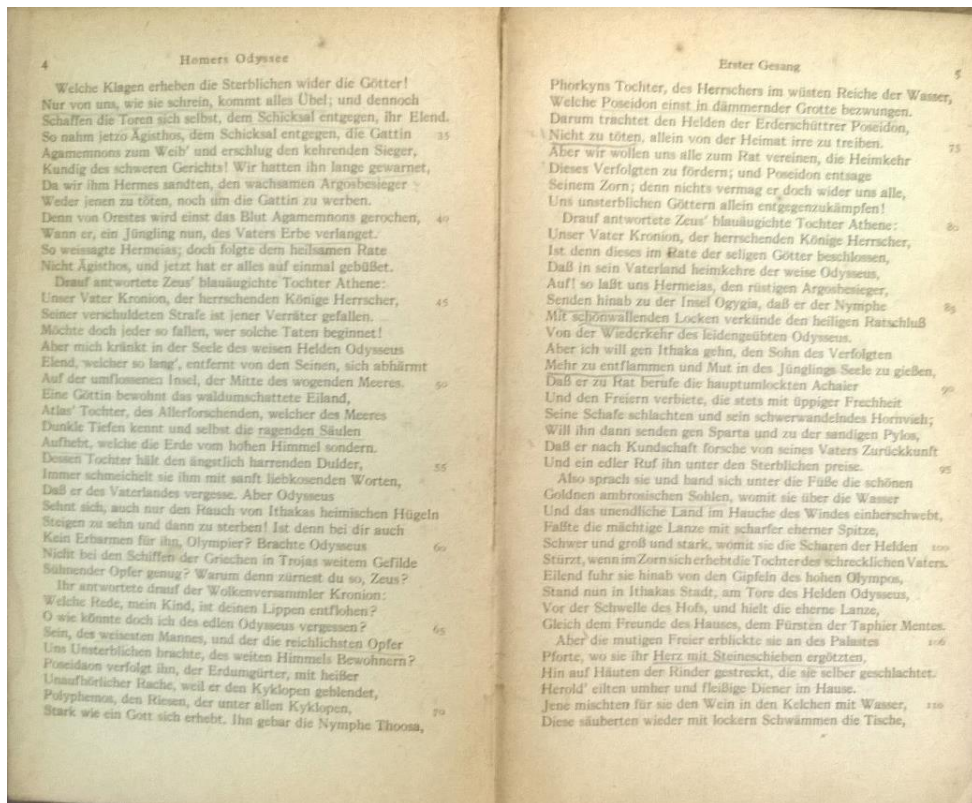 4
Homers Odyssee
Welche Klagen erheben die Sterblichen wider die Götter!
Nur von uns, wie sie schrein, kommt alles Übel; und dennoch
Schaffen die Toren sich selbst, dem Schicksal entgegen, ihr Elend.
So nahm jetzo Ägisthos, dem Schicksal entgegen, die Gattin 35
Agamemnons zum Weib' und erschlug den kehrenden Sieger,
Kundig des schweren Gerichts! Wir hatten ihn lange gewarnet,
Da wir ihm Hermes sandten, den wachsamen Argosbesieger
Weder jenen zu töten, noch um die Gattin zu werben.
Denn von Orestes wird einst das Blut Agamemnons gerochen, 40
Wann er, ein Jüngling nun, des Vaters Erbe verlanget.
So weissagte Hermeias; doch folgte dem heilsamen Rate
Nicht Ägisthos, und jetzt hat er alles auf einmal gebüßet.
Drauf antwortete Zeus' blauäugichte Tochter Athene:
Unser Vater Kronion, der herrschenden Könige Herrscher, 45
Seiner verschuldeten Strafe ist jener Verräter gefallen.
Möchte doch jeder so fallen, wer solche Taten beginnet!
Aber mich kränkt in der Seele des weisen Helden Odysseus
Elend, welcher so lang', entfernt von den Seinen, sich abhärmt
Auf der umflossenen Insel, der Mitte des wogenden Meeres. 50
Eine Göttin bewohnt das waldumschattete Eiland,
Atlas' Tochter, des Allerforschenden, welcher des Meeres
Dunkle Tiefen kennt und selbst die ragenden Säulen
Aufhebt, welche die Erde vom hohen Himmel sondern.
Dessen Tochter hält den ängstlich harrenden Dulder, 55
Immer schmeichelt sie ihm mit sanft liebkosenden Worten,
Daß er des Vaterlandes vergesse. Aber Odysseus
Sehnt sich, auch nur den Rauch von Ithakas heimischen Hügeln
Steigen zu sehn und dann zu sterben! Ist denn bei dir auch
Kein Erbarmen für ihn, Olympier? Brachte Odysseus 60
Nicht bei den Schiffen der Griechen in Trojas weitem Gefilde
Sühnender Opfer genug? Warum denn zürnest du so, Zeus?
Ihr antwortete drauf der Wolkenversammler Kronion:
Welche Rede, mein Kind, ist deinen Lippen entflohen?
O wie könnte doch ich des edlen Odysseus vergessen? 65
Sein, des weisesten Mannes, und der die reichlichsten Opfer
Uns Unsterblichen brachte, des weiten Himmels Bewohnern?
Poseidaon verfolgt ihn, der Erdumgürter, mit heißer
Unaufhörlicher Rache, weil er den Kyklopen geblendet,
Polyphemos, den Riesen, der unter allen Kyklopen, 70
Stark wie ein Gott sich erhebt. Ihn gebar die Nymphe Thoosa,
Erster Gesang
5
Phorkyns Tochter, des Herrschers im wüsten Reiche der Wasser,
Welche Poseidon einst in dämmernder Grotte bezwungen.
Darum trachtet den Helden der Erderschüttrer Poseidon,
Nicht zu töten, allein von der Heimat irre zu treiben. 75
Aber wir wollen uns alle zum Rat vereinen, die Heimkehr
Dieses Verfolgten zu fördern; und Poseidon entsage
Seinem Zorn; denn nichts vermag er doch wider uns alle,
Uns unsterblichen Göttern allein entgegenzukämpfen!
Drauf antwortete Zeus' blauäugichte Tochter Athene: 80
Unser Vater Kronion, der herrschenden Könige Herrscher,
Ist denn dieses im Rate der seligen Götter beschlossen,
Daß in sein Vaterland heimkehre der weise Odysseus,
Auf! so laßt uns Hermeias, den rüstigen Argosbesieger,
Senden hinab zu der Insel Ogygia, daß er der Nymphe 85
Mit schönwallenden Locken verkünde den heiligen Ratschluß
Von der Wiederkehr des leidengeübten Odysseus.
Aber ich will gen Ithaka gehn, den Sohn des Verfolgten
Mehr zu entflammen und Mut in des Jünglings Seele zu gießen,
Daß er zu Rat berufe die hauptumlockten Achaier 90
Und den Freiern verbiete, die stets mit üppiger Frechheit
Seine Schafe schlachten und sein schwerwandelndes Hornvieh;
Will ihn dann senden gen Sparta und zu der sandigen Pylos,
Daß er nach Kundschaft forsche von seines Vaters Zurückkunft
Und ein edler Ruf ihn unter den Sterblichen preise. 95
Also sprach sie und band sich unter die Füße die schönen
Goldnen ambrosischen Sohlen, womit sie über die Wasser
Und das unendliche Land im Hauche des Windes einherschwebt,
Faßte die mächtige Lanze mit scharfer eherner Spitze,
Schwer und groß und stark, womit sie die Scharen der Helden 100
Stürzt, wenn im Zorn sich erhebt die Tochter des schrecklichen Vaters.
Eilend fuhr sie hinab von den Gipfeln des hohen Olympos,
Stand nun in Ithakas Stadt, am Tore des Helden Odysseus,
Vor der Schwelle des Hofs, und hielt die eherne Lanze,
Gleich dem Freunde des Hauses, dem Fürsten der Taphier Mentes.
Aber die mutigen Freier erblickte sie an des Palastes 106
Pforte, wo sie ihr Herz mit Steineschieben ergötzten,
Hin auf Häuten der Rinder gestreckt, die sie selber geschlachtet.
Herold' eilten umher und fleißige Diener im Hause.
Jene mischten für sie den Wein in den Kelchen mit Wasser, 110
Diese säuberten wieder mit lockern Schwämmen die Tische,